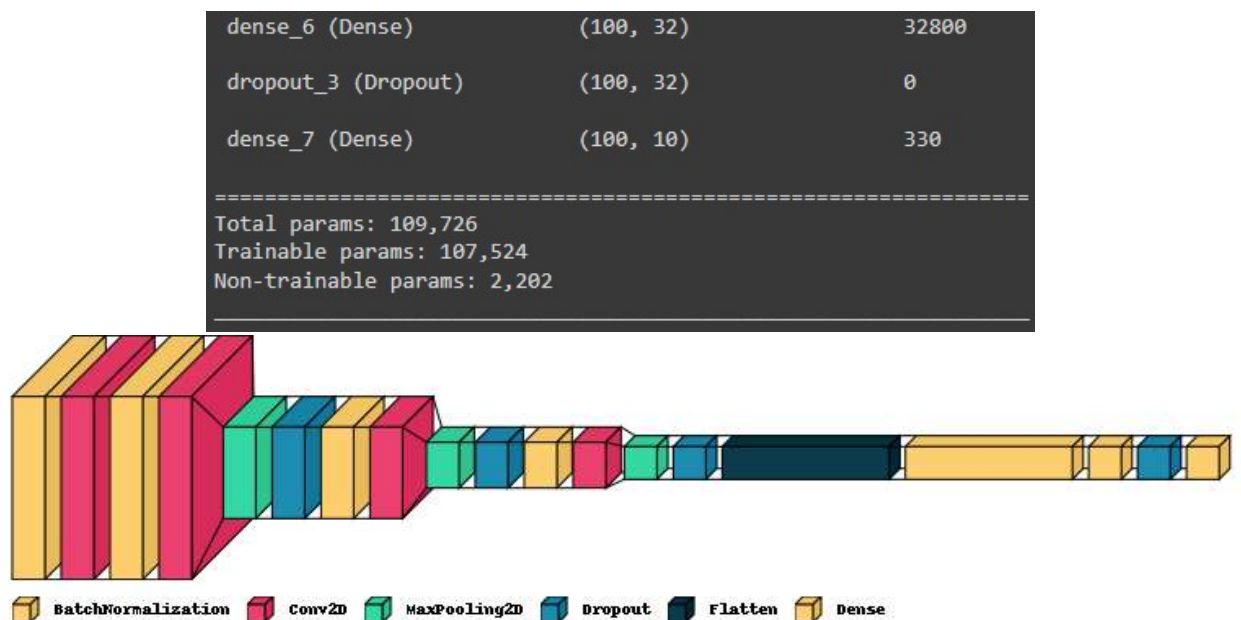 dense_6 (Dense) (100, 32) 32800
dropout_3 (Dropout) (100, 32) 0
dense_7 (Dense) (100, 10) 330
=================================================================
Total params: 109,726
Trainable params: 107,524
Non-trainable params: 2,202
_________________________________________________________________
BatchNormalization Conv2D MaxPooling2D Dropout Flatten Dense